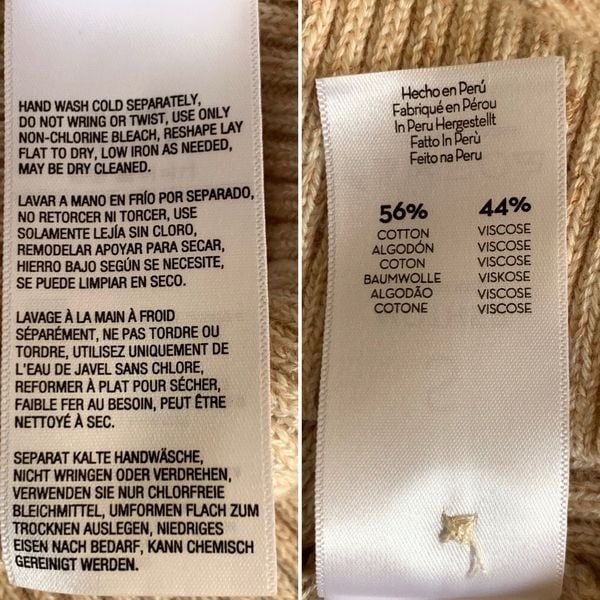 HAND WASH COLD SEPARATELY,
DO NOT WRING OR TWIST, USE ONLY
NON-CHLORINE BLEACH, RESHAPE LAY
FLAT TO DRY, LOW IRON AS NEEDED,
MAY BE DRY CLEANED.
LAVAR A MANO EN FRÍO POR SEPARADO,
NO RETORCER NI TORCER, USE
SOLAMENTE LEJÍA SIN CLORO,
REMODELAR APOYAR PARA SECAR,
HIERRO BAJO SEGÚN SE NECESITE,
SE PUEDE LIMPIAR EN SECO.
LAVAGE À LA MAIN À FROID
SÉPARÉMENT, NE PAS TORDRE OU
TORDRE, UTILISEZ UNIQUEMENT DE
L'EAU DE JAVEL SANS CHLORE,
REFORMER À PLAT POUR SÉCHER,
FAIBLE FER AU BESOIN, PEUT ÊTRE
NETTOYÉ À SEC.
SEPARAT KALTE HANDWÄSCHE,
NICHT WRINGEN ODER VERDREHEN,
VERWENDEN SIE NUR CHLORFREIE
BLEICHMITTEL, UMFORMEN FLACH ZUM
TROCKNEN AUSLEGEN, NIEDRIGES
EISEN NACH BEDARF, KANN CHEMISCH
GEREINIGT WERDEN.
Hecho en Perú
Fabriqué en Pérou
In Peru Hergestellt
Fatto In Perù
Feito na Peru
56% 44%
COTTON VISCOSE
ALGODÓN VISCOSE
COTON VISCOSE
BAUMWOLLE VISKOSE
ALGODÃO VISCOSE
COTONE VISCOSE